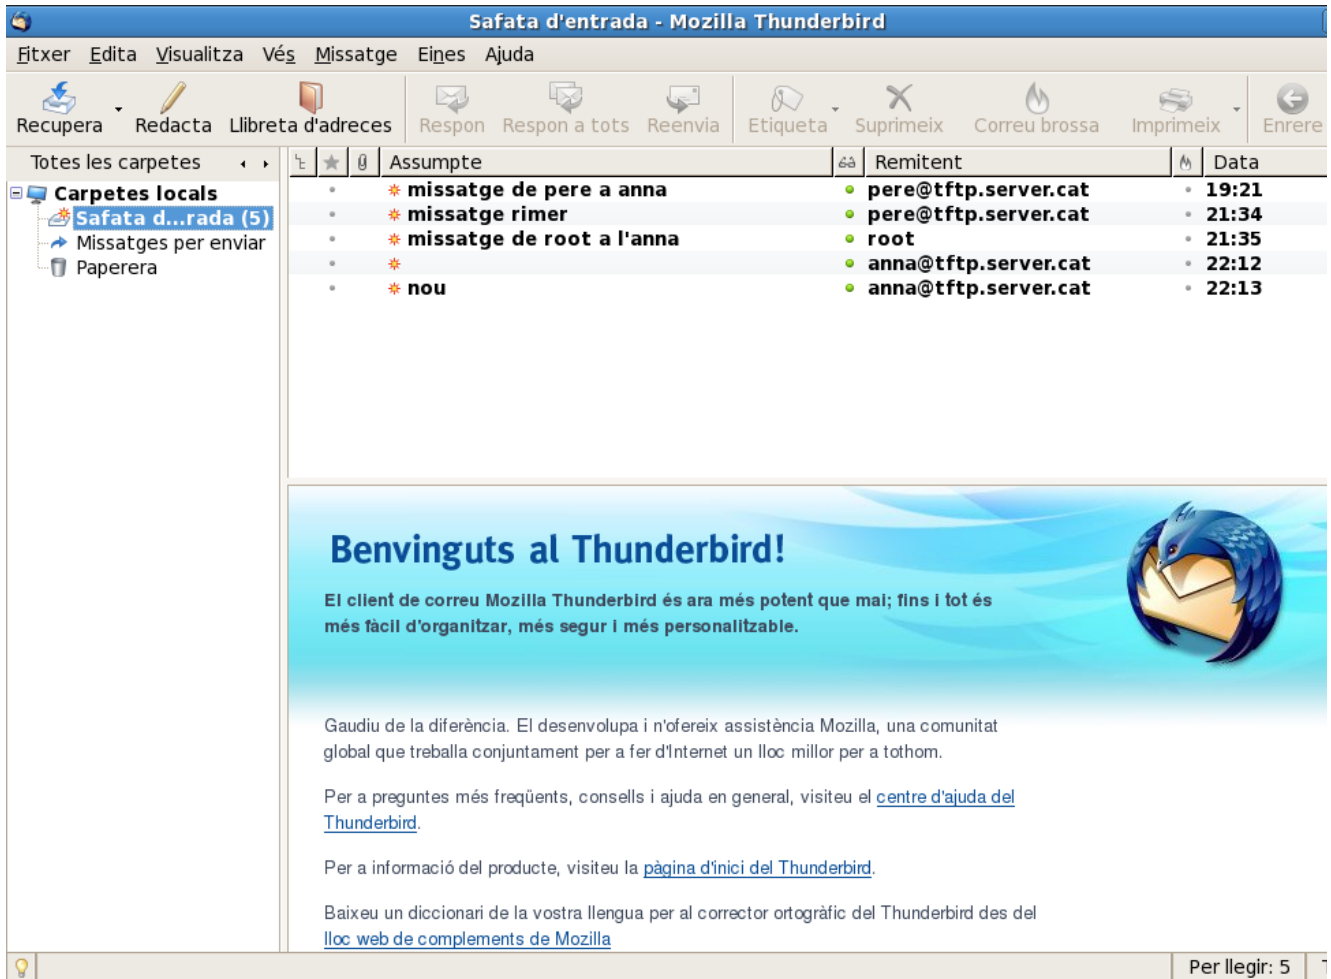 Safata d'entrada - Mozilla Thunderbird
Fitxer Edita Visualitza Vés Missatge Eines Ajuda
Recupera Redacta Llibreta d'adreces Respon Respon a tots Reenvia Etiqueta Suprimeix Correu brossa Imprimeix Enrere
Totes les carpetes Assumpte Remitent Data
Carpetes locals
Safata d...rada (5)
Missatges per enviar
Paperera
missatge de pere a anna pere@tftp.server.cat 19:21
missatge rimer pere@tftp.server.cat 21:34
missatge de root a l'anna root 21:35
anna@tftp.server.cat 22:12
nou anna@tftp.server.cat 22:13
Benvinguts al Thunderbird!
El client de correu Mozilla Thunderbird és ara més potent que mai; fins i tot és
més fàcil d'organitzar, més segur i més personalitzable.
Gaudiu de la diferència. El desenvolupa i n'ofereix assistència Mozilla, una comunitat
global que treballa conjuntament per a fer d'Internet un lloc millor per a tothom.
Per a preguntes més freqüents, consells i ajuda en general, visiteu el centre d'ajuda del
Thunderbird.
Per a informació del producte, visiteu la pàgina d'inici del Thunderbird.
Baixeu un diccionari de la vostra llengua per al corrector ortogràfic del Thunderbird des del
lloc web de complements de Mozilla
Per llegir: 5